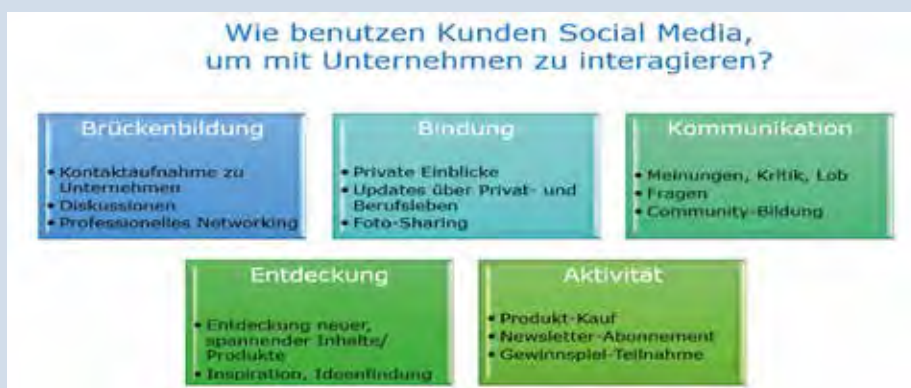 Wie benutzen Kunden Social Media,
um mit Unternehmen zu interagieren?
Brückenbildung
• Kontaktaufnahme zu
Unternehmen
• Diskussionen
• Professionelles Networking
Bindung
• Private Einblicke
• Updates über Privat- und
Berufsleben
• Foto-Sharing
Kommunikation
• Meinungen, Kritik, Lob
• Fragen
• Community-Bildung
Entdeckung
• Entdeckung neuer,
spannender Inhalte/
Produkte
• Inspiration, Ideenfindung
Aktivität
• Produkt-Kauf
• Newsletter-Abonnement
• Gewinnspiel-Teilnahme